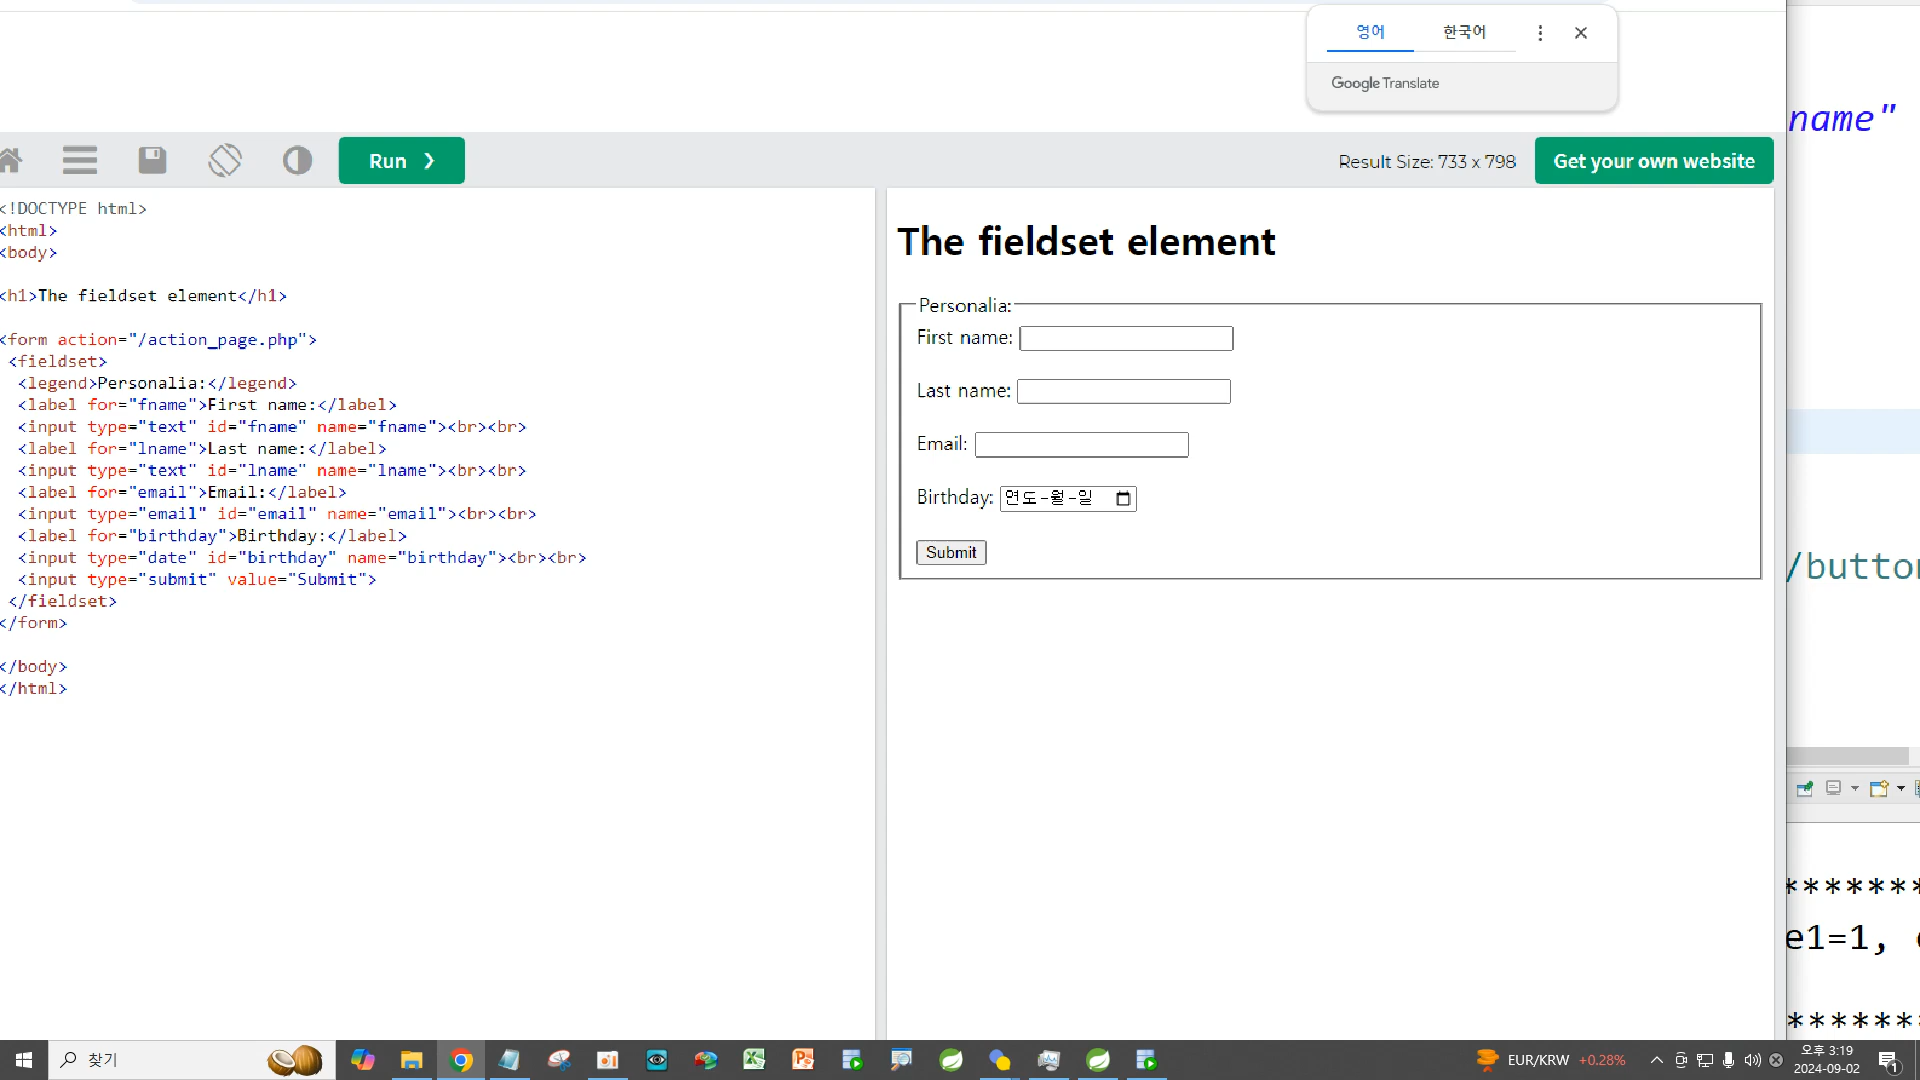 영어 한국어
Google Translate
name"
Run ❯
Result Size: 733 x 798
Get your own website
<!DOCTYPE html>
<html>
<body>
<h1>The fieldset element</h1>
<form action="/action_page.php">
<fieldset>
<legend>Personalia:</legend>
<label for="fname">First name:</label>
<input type="text" id="fname" name="fname"><br><br>
<label for="lname">Last name:</label>
<input type="text" id="lname" name="lname"><br><br>
<label for="email">Email:</label>
<input type="email" id="email" name="email"><br><br>
<label for="birthday">Birthday:</label>
<input type="date" id="birthday" name="birthday"><br><br>
<input type="submit" value="Submit">
</fieldset>
</form>
</body>
</html>
The fieldset element
Personalia:
First name:
Last name:
Email:
Birthday: 연도-월-일
Submit
/button
*******
e1=1,
******
찾기
EUR/KRW +0.28%
오후 3:19
2024-09-02
1